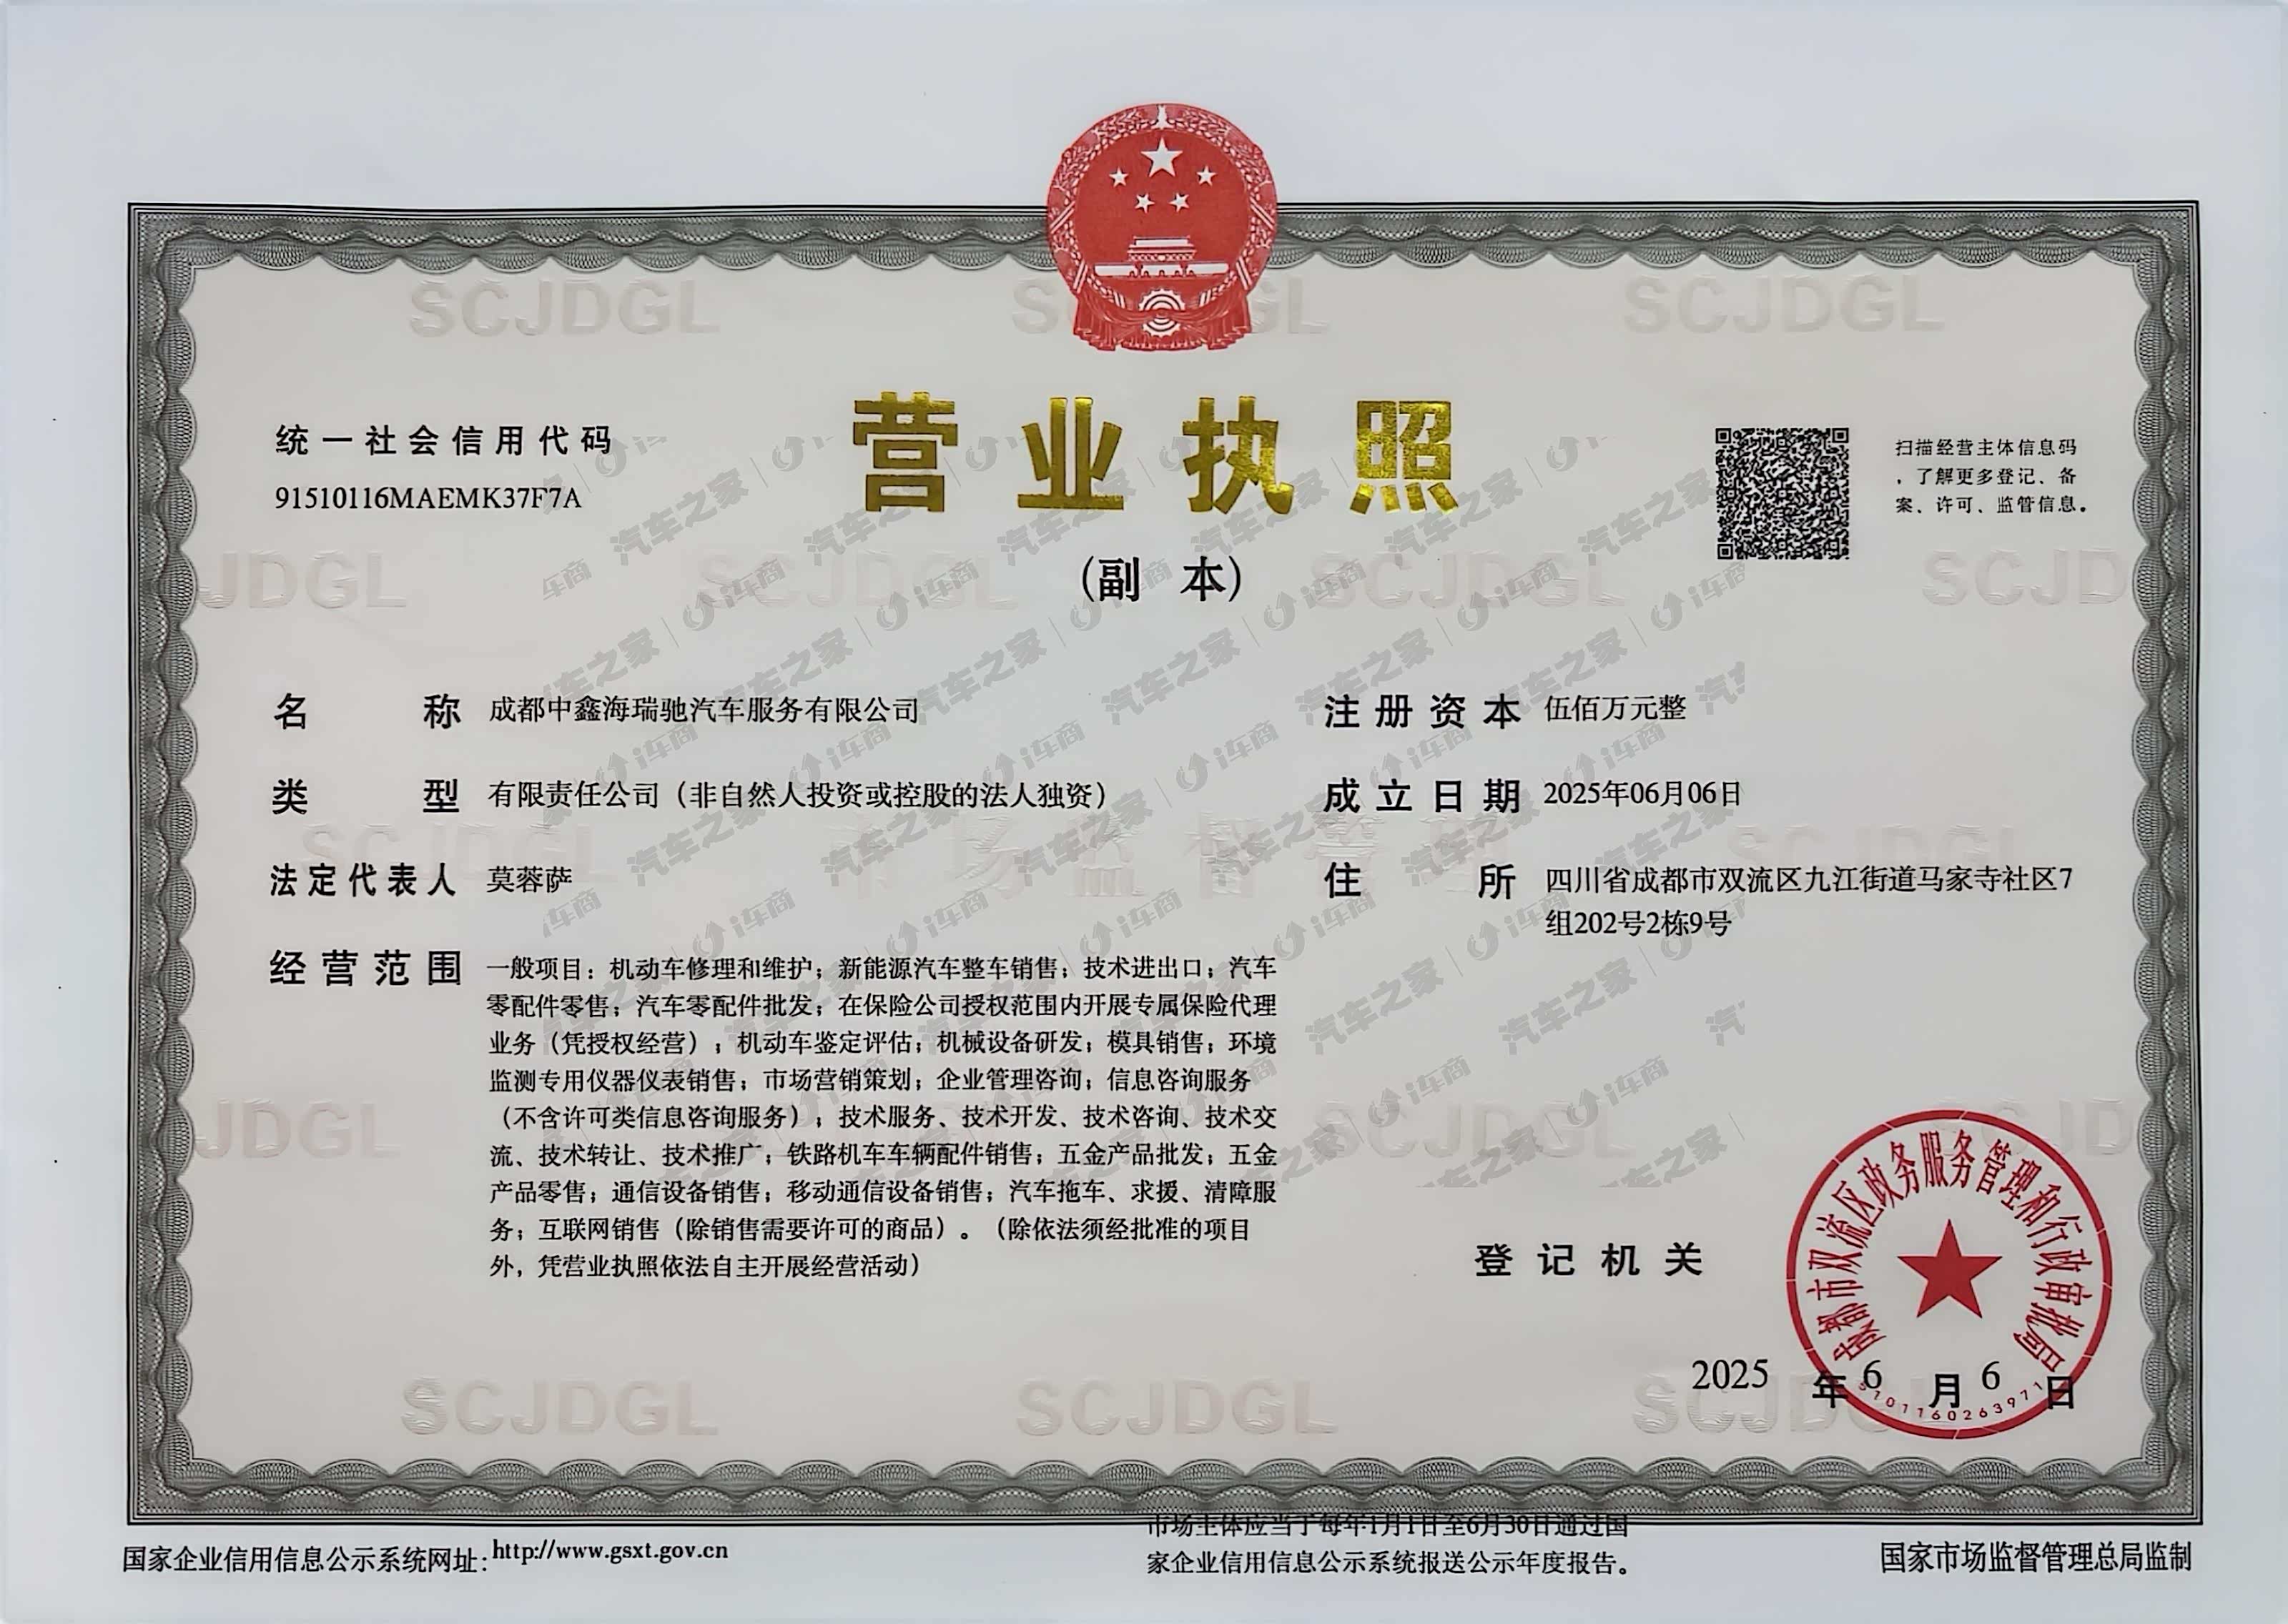 营业执照
(副 本)
统一社会信用代码
91510116MAEMK37F7A
扫描经营主体信息码
，了解更多登记、备
案、许可、监管信息。
名 称 成都中鑫海瑞驰汽车服务有限公司
类 型 有限责任公司（非自然人投资或控股的法人独资）
法定代表人 莫蓉萨
经营范围 一般项目：机动车修理和维护；新能源汽车整车销售；技术进出口；汽车
零配件零售；汽车零配件批发；在保险公司授权范围内开展专属保险代理
业务（凭授权经营）；机动车鉴定评估；机械设备研发；模具销售；环境
监测专用仪器仪表销售；市场营销策划；企业管理咨询；信息咨询服务
（不含许可类信息咨询服务）；技术服务、技术开发、技术咨询、技术交
流、技术转让、技术推广；铁路机车车辆配件销售；五金产品批发；五金
产品零售；通信设备销售；移动通信设备销售；汽车拖车、求援、清障服
务；互联网销售（除销售需要许可的商品）。（除依法须经批准的项目
外，凭营业执照依法自主开展经营活动）
注册资本 伍佰万元整
成立日期 2025年06月06日
住 所 四川省成都市双流区九江街道马家寺社区7
组202号2栋9号
登记机关
成都市双流区政务服务管理和行政审批局
2025 年 6 月 6 日
5101160263971
国家企业信用信息公示系统网址：http://www.gsxt.gov.cn
市场主体应当于每年1月1日至6月30日通过国
家企业信用信息公示系统报送公示年度报告。
国家市场监督管理总局监制
SCJDGL
汽车之家
i车商